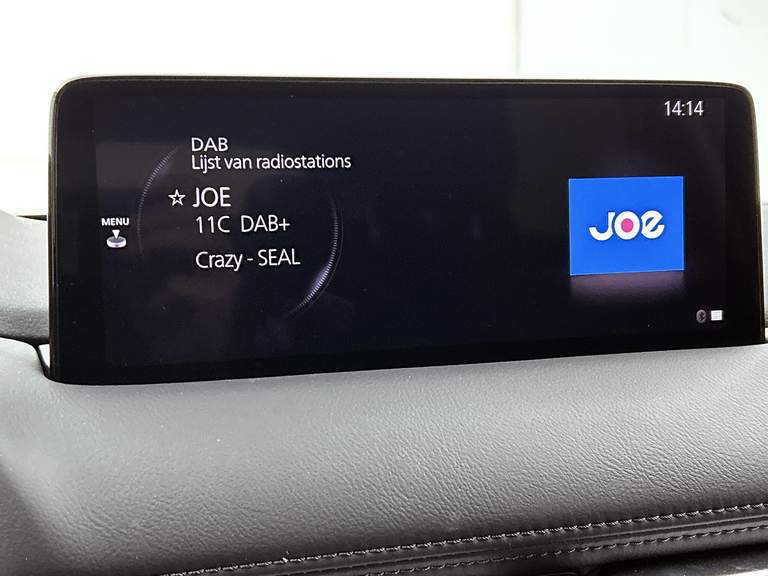 14:14
DAB
Lijst van radiostations
☆ JOE
11C DAB+
Crazy - SEAL
MENU
JOe